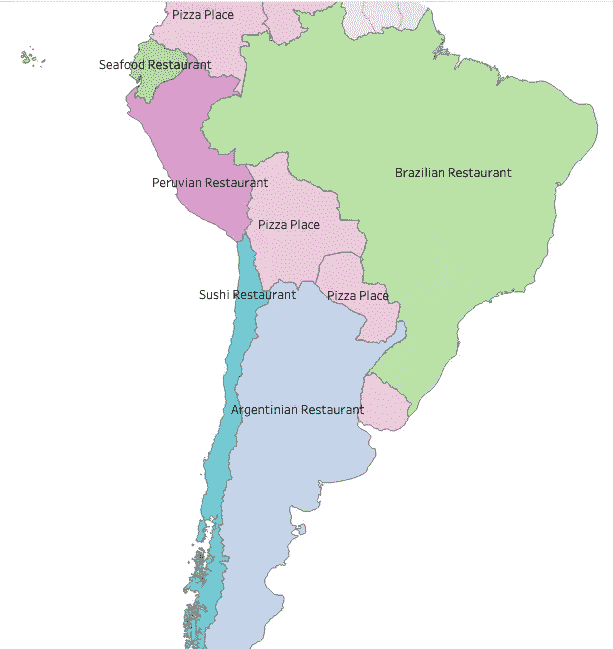 Pizza Place
Seafood Restaurant
Brazilian Restaurant
Peruvian Restaurant
Pizza Place
Sushi Restaurant
Pizza Place
Argentinian Restaurant